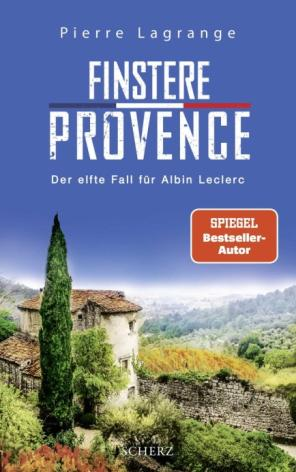 Pierre Lagrange
FINSTERE
PROVENCE
Der elfte Fall für Albin Leclerc
SPIEGEL
Bestseller-
Autor
SCHERZ